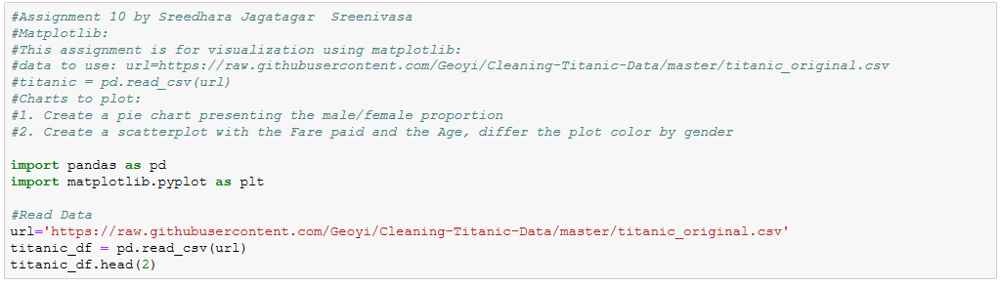 #Assignment 10 by Sreedhara Jagatagar  Sreenivasa
#Matplotlib:
#This assignment is for visualization using matplotlib:
#data to use: url=https://raw.githubusercontent.com/Geoyi/Cleaning-Titanic-Data/master/titanic_original.csv
#titanic = pd.read_csv(url)
#Charts to plot:
#1. Create a pie chart presenting the male/female proportion
#2. Create a scatterplot with the Fare paid and the Age, differ the plot color by gender
import pandas as pd
import matplotlib.pyplot as plt
#Read Data
url='https://raw.githubusercontent.com/Geoyi/Cleaning-Titanic-Data/master/titanic_original.csv'
titanic_df = pd.read_csv(url)
titanic_df.head(2)